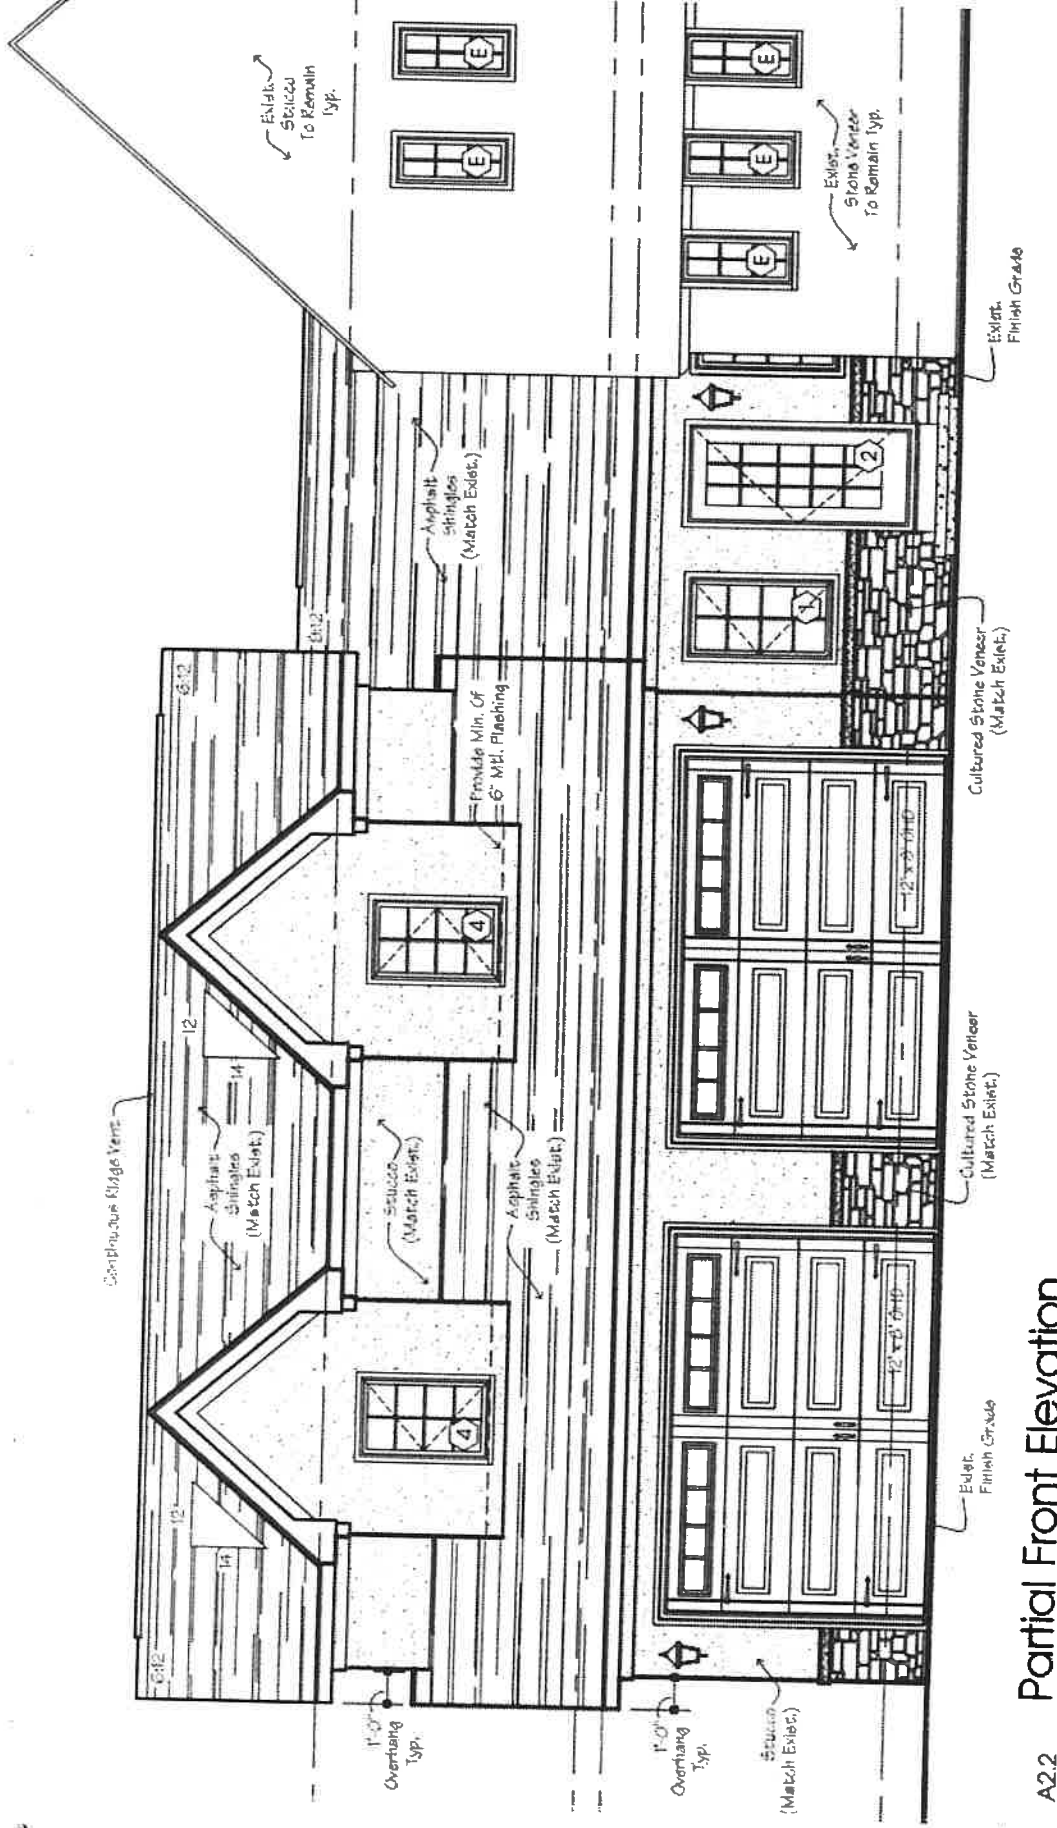 Continuous Ridge Vent
6:12
12
14
Asphalt
Shingles
(Match Exist.)
12
14
6:12
6:12
Exist.
Stucco
To Remain
Typ.
E
E
1'-0"
Overhang
Typ.
4
Stucco
(Match Exist.)
4
Provide Min. Of
6" Mtl. Flashing
Asphalt
Shingles
(Match Exist.)
Asphalt
Shingles
(Match Exist.)
1'-0"
Overhang
Typ.
Stucco
(Match Exist.)
12' x 8' OHD
12' x 8' OHD
1
2
E
E
E
Exist.
Stone Veneer
To Remain Typ.
Exist.
Finish Grade
Cultured Stone Veneer
(Match Exist.)
Cultured Stone Veneer
(Match Exist.)
Exist.
Finish Grade
A2.2 Partial Front Elevation